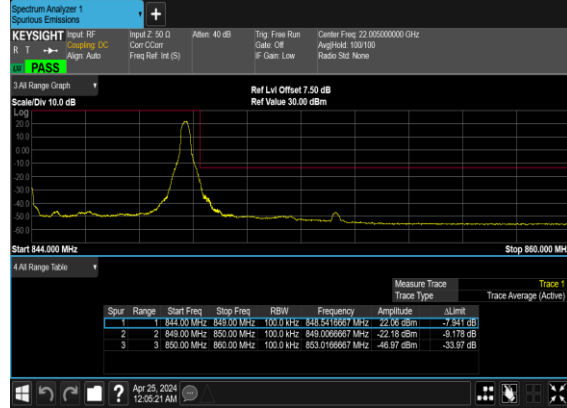 Spectrum Analyzer 1
Spurious Emissions
+
KEYSIGHT Input: RF Input Z: 50 Ω Atten: 40 dB Trig: Free Run Center Freq: 22.005000000 GHz
R T Coupling: DC Corr CCorr Gate: Off Avg|Hold: 100/100
Align: Auto Freq Ref: Int (S) IF Gain: Low Radio Std: None
PASS
3 All Range Graph
Ref Lvl Offset 7.50 dB
Scale/Div 10.0 dB Ref Value 30.00 dBm
Log
20.0
10.0
0.00
-10.0
-20.0
-30.0
-40.0
-50.0
-60.0
Start 844.000 MHz Stop 860.000 MHz
4 All Range Table
Measure Trace Trace 1
Trace Type Trace Average (Active)
Spur Range Start Freq Stop Freq RBW Frequency Amplitude ΔLimit
1 1 844.00 MHz 849.00 MHz 100.0 kHz 848.5416667 MHz 22.06 dBm -7.941 dB
2 2 849.00 MHz 850.00 MHz 100.0 kHz 849.0066667 MHz -22.18 dBm -9.178 dB
3 3 850.00 MHz 860.00 MHz 100.0 kHz 853.0166667 MHz -46.97 dBm -33.97 dB
? Apr 25, 2024
12:05:21 AM